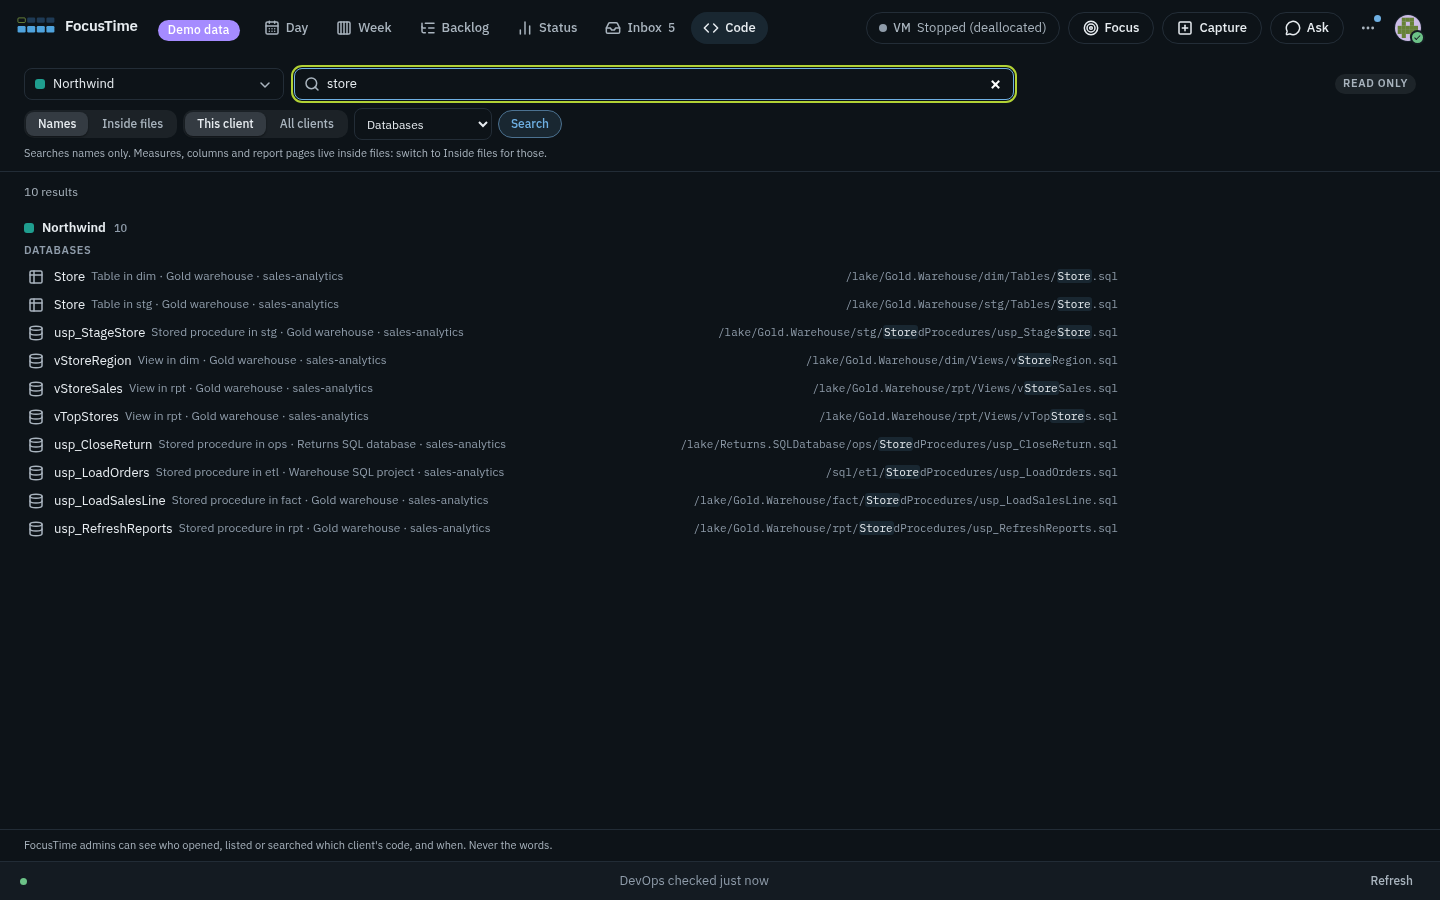 FocusTime Demo data Day Week Backlog Status Inbox 5 Code VM Stopped (deallocated) Focus Capture Ask
Northwind store READ ONLY
Names Inside files This client All clients Databases Search
Searches names only. Measures, columns and report pages live inside files: switch to Inside files for those.
10 results
Northwind 10
DATABASES
Store Table in dim · Gold warehouse · sales-analytics /lake/Gold.Warehouse/dim/Tables/Store.sql
Store Table in stg · Gold warehouse · sales-analytics /lake/Gold.Warehouse/stg/Tables/Store.sql
usp_StageStore Stored procedure in stg · Gold warehouse · sales-analytics /lake/Gold.Warehouse/stg/StoredProcedures/usp_StageStore.sql
vStoreRegion View in dim · Gold warehouse · sales-analytics /lake/Gold.Warehouse/dim/Views/vStoreRegion.sql
vStoreSales View in rpt · Gold warehouse · sales-analytics /lake/Gold.Warehouse/rpt/Views/vStoreSales.sql
vTopStores View in rpt · Gold warehouse · sales-analytics /lake/Gold.Warehouse/rpt/Views/vTopStores.sql
usp_CloseReturn Stored procedure in ops · Returns SQL database · sales-analytics /lake/Returns.SQLDatabase/ops/StoredProcedures/usp_CloseReturn.sql
usp_LoadOrders Stored procedure in etl · Warehouse SQL project · sales-analytics /sql/etl/StoredProcedures/usp_LoadOrders.sql
usp_LoadSalesLine Stored procedure in fact · Gold warehouse · sales-analytics /lake/Gold.Warehouse/fact/StoredProcedures/usp_LoadSalesLine.sql
usp_RefreshReports Stored procedure in rpt · Gold warehouse · sales-analytics /lake/Gold.Warehouse/rpt/StoredProcedures/usp_RefreshReports.sql
FocusTime admins can see who opened, listed or searched which client's code, and when. Never the words.
DevOps checked just now Refresh